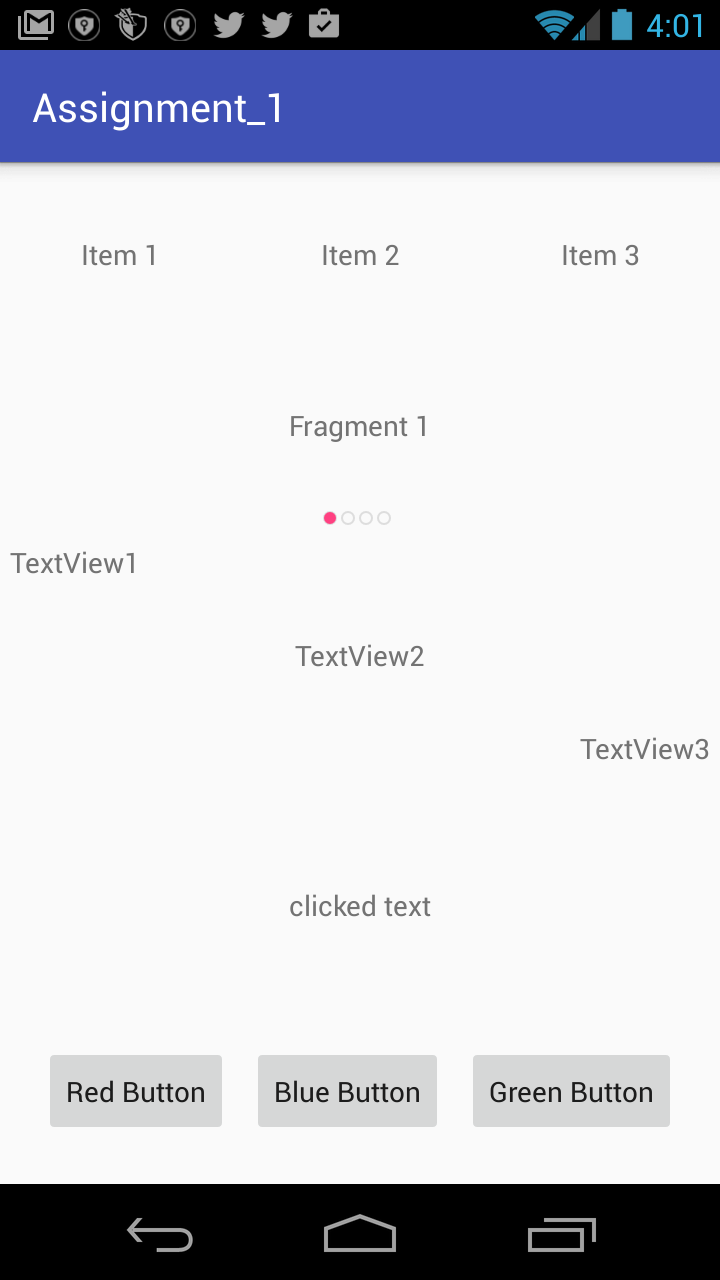 4:01
Assignment_1
Item 1 Item 2 Item 3
Fragment 1
TextView1
TextView2
TextView3
clicked text
Red Button Blue Button Green Button